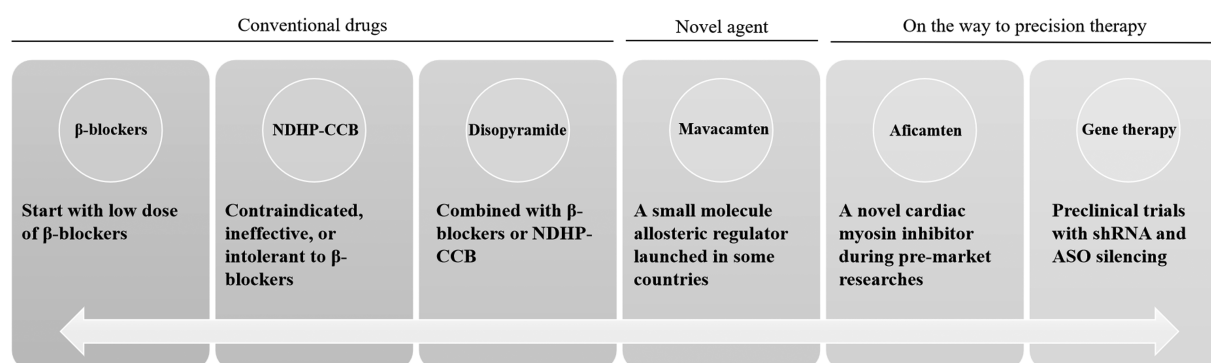 Conventional drugs
Novel agent
On the way to precision therapy
β-blockers
NDHP-CCB
Disopyramide
Mavacamten
Aficamten
Gene therapy
Start with low dose
of β-blockers
Contraindicated,
ineffective, or
intolerant to β-
blockers
Combined with β-
blockers or NDHP-
CCB
A small molecule
allosteric regulator
launched in some
countries
A novel cardiac
myosin inhibitor
during pre-market
researches
Preclinical trials
with shRNA and
ASO silencing